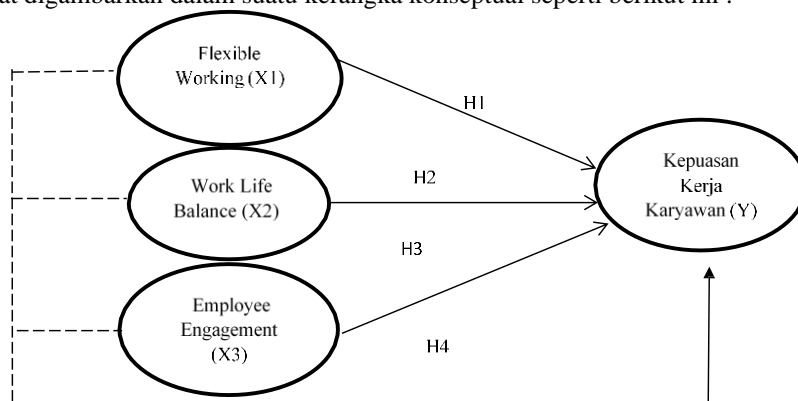 at digambarkan dalam suatu kerangka konseptual seperti berikut ini :
Flexible
Working (X1)
H1
Kepuasan
Kerja
Karyawan (Y)
H2
Work Life
Balance (X2)
H3
Employee
Engagement
(X3)
H4